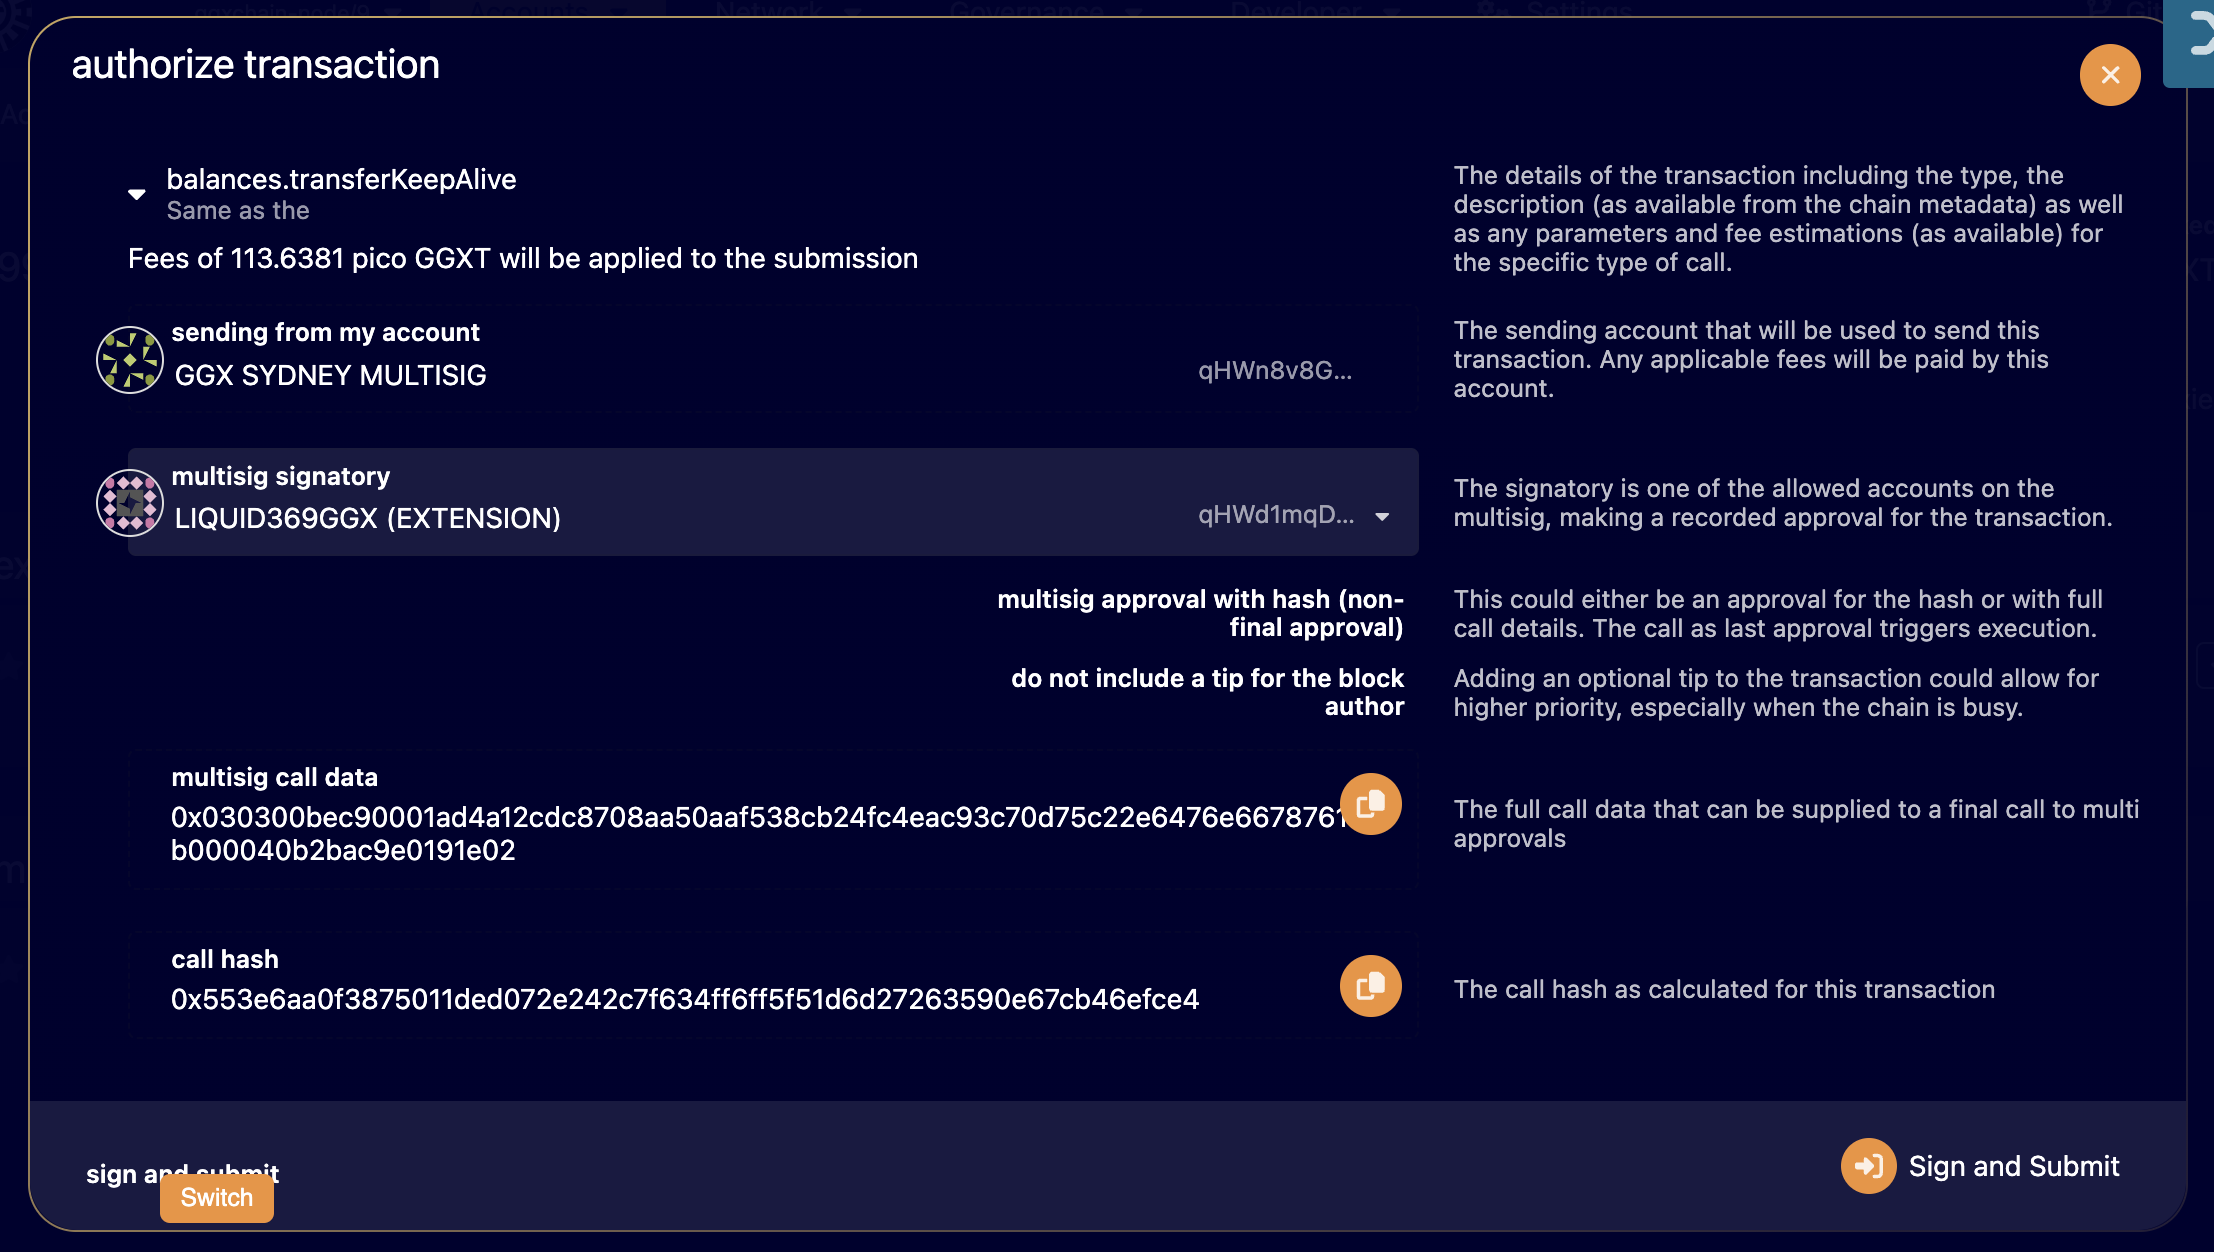 ggxchain-node/9 Accounts Network Governance Developer Settings
authorize transaction
balances.transferKeepAlive
Same as the
Fees of 113.6381 pico GGXT will be applied to the submission
The details of the transaction including the type, the
description (as available from the chain metadata) as well
as any parameters and fee estimations (as available) for
the specific type of call.
sending from my account
GGX SYDNEY MULTISIG
qHWn8v8G...
The sending account that will be used to send this
transaction. Any applicable fees will be paid by this
account.
multisig signatory
LIQUID369GGX (EXTENSION)
qHWd1mqD...
The signatory is one of the allowed accounts on the
multisig, making a recorded approval for the transaction.
multisig approval with hash (non-
final approval)
This could either be an approval for the hash or with full
call details. The call as last approval triggers execution.
do not include a tip for the block
author
Adding an optional tip to the transaction could allow for
higher priority, especially when the chain is busy.
multisig call data
0x030300bec90001ad4a12cdc8708aa50aaf538cb24fc4eac93c70d75c22e6476e6678761
b000040b2bac9e0191e02
The full call data that can be supplied to a final call to multi
approvals
call hash
0x553e6aa0f3875011ded072e242c7f634ff6ff5f51d6d27263590e67cb46efce4
The call hash as calculated for this transaction
sign and submit
Switch
Sign and Submit